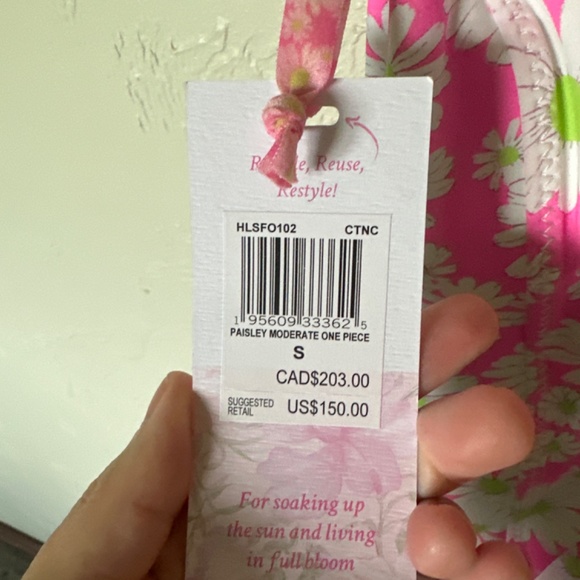 Reuse,
Restyle!
HLSFO102 CTNC
1 95609 33362 5
PAISLEY MODERATE ONE PIECE
S
CAD$203.00
SUGGESTED
RETAIL US$150.00
For soaking up
the sun and living
in full bloom